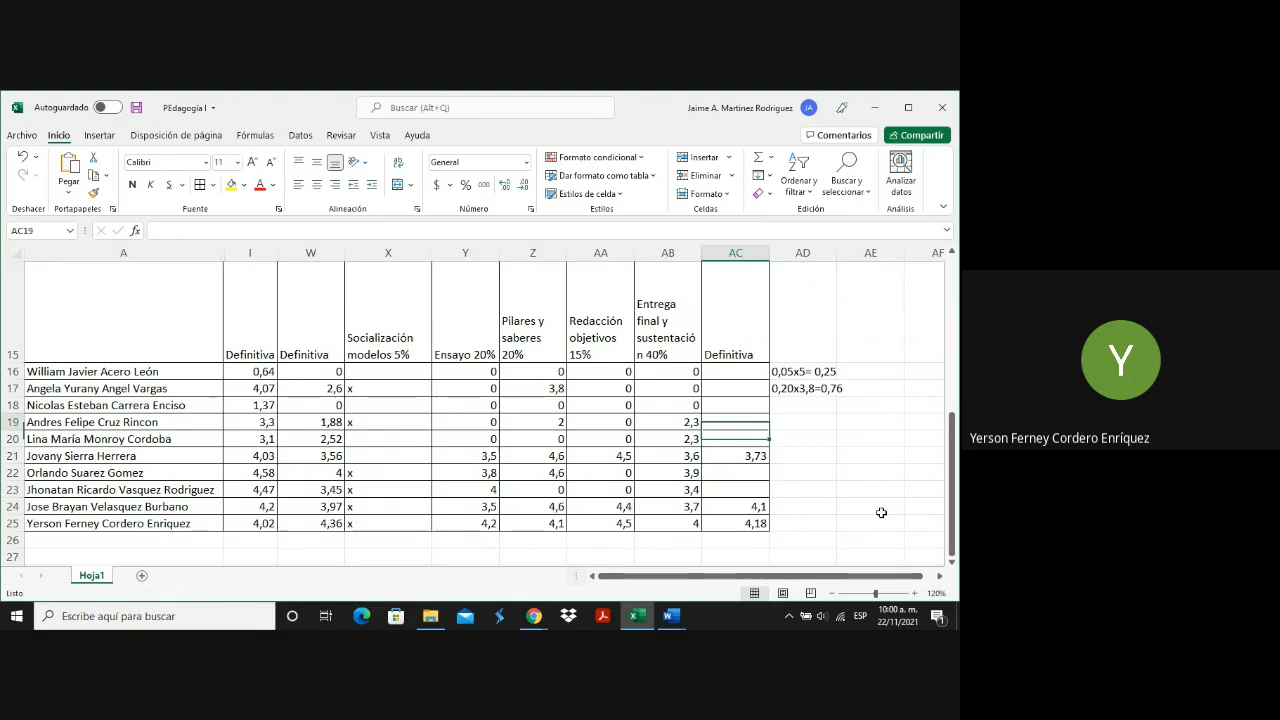 Autoguardado
PEdagogía I
Buscar (Alt+Q)
Jaime A. Martinez Rodriguez
JA
Archivo Inicio Insertar Disposición de página Fórmulas Datos Revisar Vista Ayuda
Comentarios
Compartir
Pegar
Calibri 11
N K S
General
$ % 000
Formato condicional
Dar formato como tabla
Estilos de celda
Insertar
Eliminar
Formato
Ordenar y filtrar
Buscar y seleccionar
Analizar datos
Deshacer Portapapeles Fuente Alineación Número Estilos Celdas Edición Análisis
AC19
fx
A I W X Y Z AA AB AC AD AE AF
15 Definitiva Definitiva Socialización modelos 5% Ensayo 20% Pilares y saberes 20% Redacción objetivos 15% Entrega final y sustentació n 40% Definitiva
16 William Javier Acero León 0,64 0 0 0 0 0 0,05x5= 0,25
17 Angela Yurany Angel Vargas 4,07 2,6 x 0 3,8 0 0 0,20x3,8=0,76
18 Nicolas Esteban Carrera Enciso 1,37 0 0 0 0 0
19 Andres Felipe Cruz Rincon 3,3 1,88 x 0 2 0 2,3
20 Lina María Monroy Cordoba 3,1 2,52 0 0 0 2,3
21 Jovany Sierra Herrera 4,03 3,56 3,5 4,6 4,5 3,6 3,73
22 Orlando Suarez Gomez 4,58 4 x 3,8 4,6 0 3,9
23 Jhonatan Ricardo Vasquez Rodriguez 4,47 3,45 x 4 0 0 3,4
24 Jose Brayan Velasquez Burbano 4,2 3,97 x 3,5 4,6 4,4 3,7 4,1
25 Yerson Ferney Cordero Enriquez 4,02 4,36 x 4,2 4,1 4,5 4 4,18
26
27
Hoja1
Listo
120%
Escribe aquí para buscar
ESP
10:00 a. m.
22/11/2021
1
Y
Yerson Ferney Cordero Enríquez